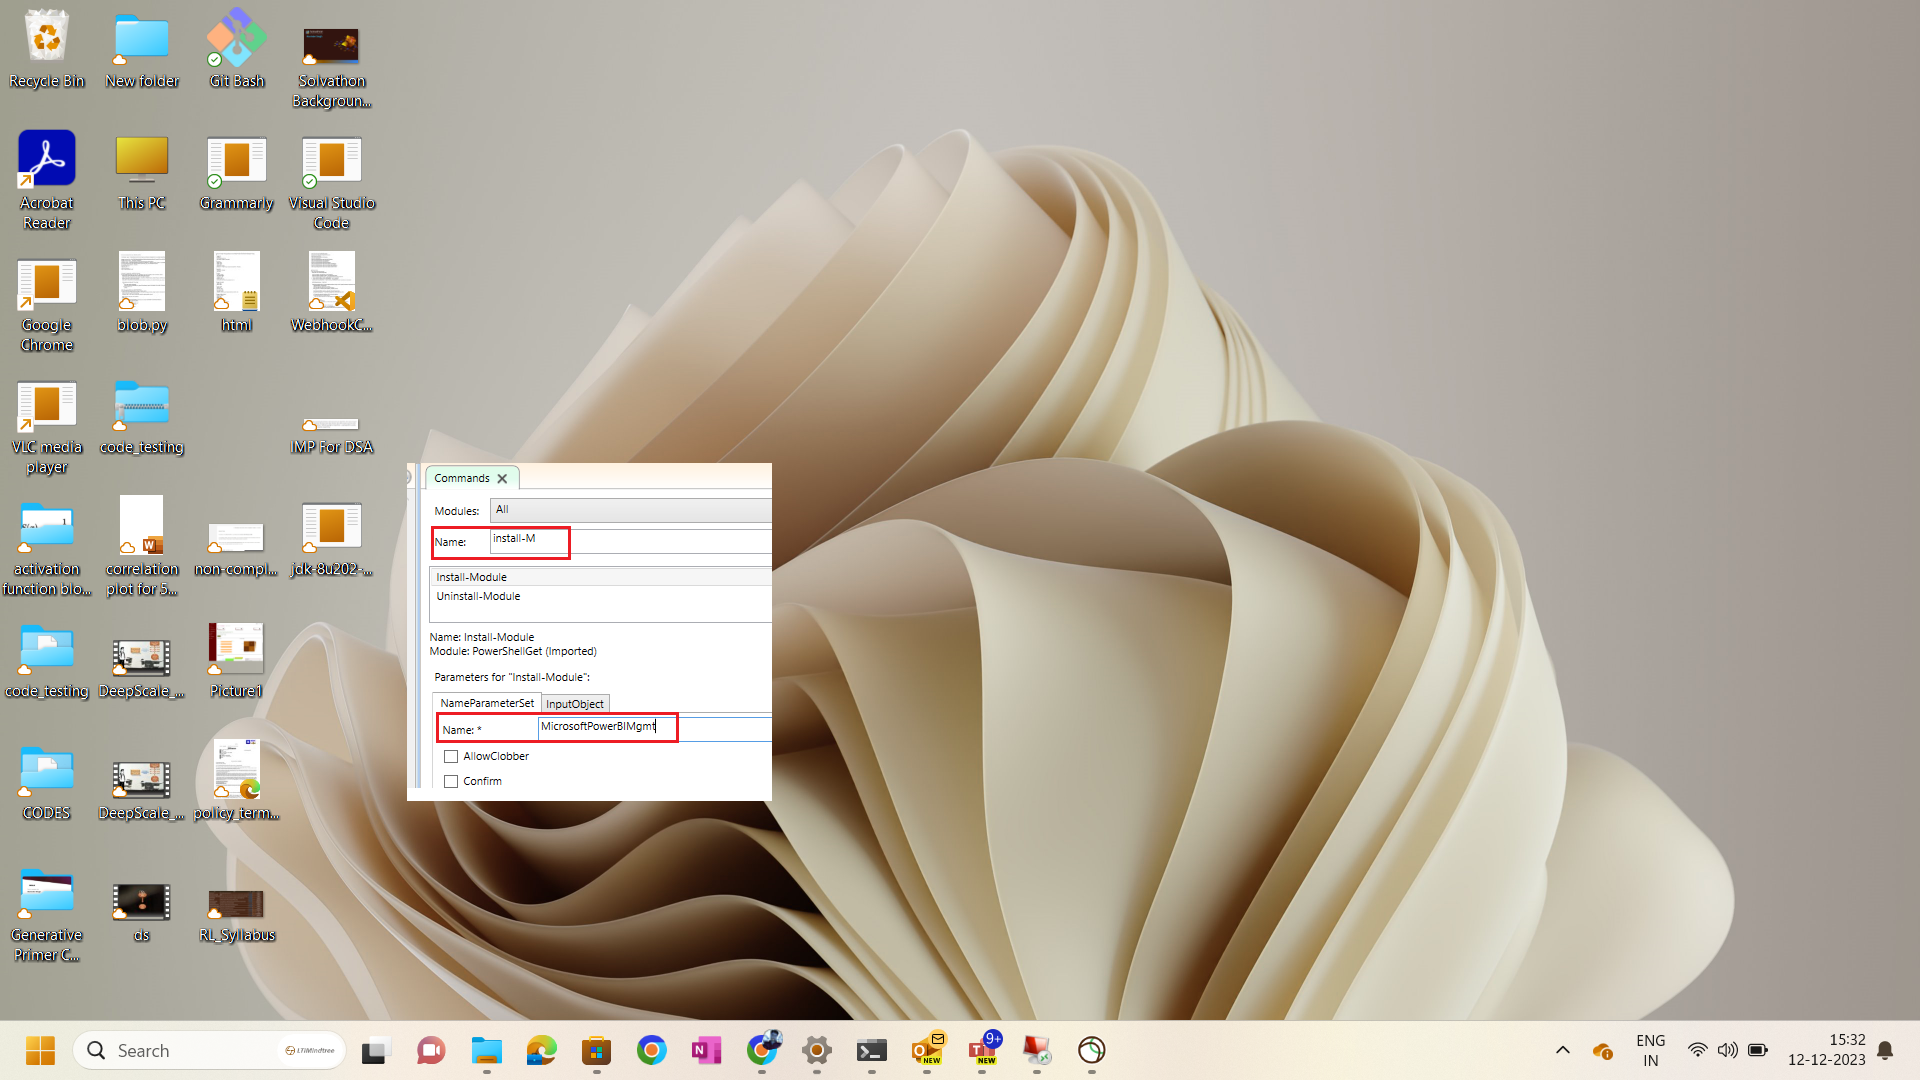 Recycle Bin
New folder
Git Bash
Solvathon
Backgroun...
Acrobat
Reader
This PC
Grammarly
Visual Studio
Code
Google
Chrome
blob.py
html
WebhookC...
VLC media
player
code_testing
IMP For DSA
activation
function blo...
correlation
plot for 5...
non-compl...
jdk-8u202-...
code_testing
DeepScale_...
Picture1
CODES
DeepScale_...
policy_term...
Generative
Primer C...
ds
RL_Syllabus
Commands
Modules:
All
Name:
install-M
Install-Module
Uninstall-Module
Name: Install-Module
Module: PowerShellGet (Imported)
Parameters for "Install-Module":
NameParameterSet
InputObject
Name: *
MicrosoftPowerBIMgmt
AllowClobber
Confirm
Search
LTIMindtree
NEW
9+
NEW
ENG
IN
15:32
12-12-2023